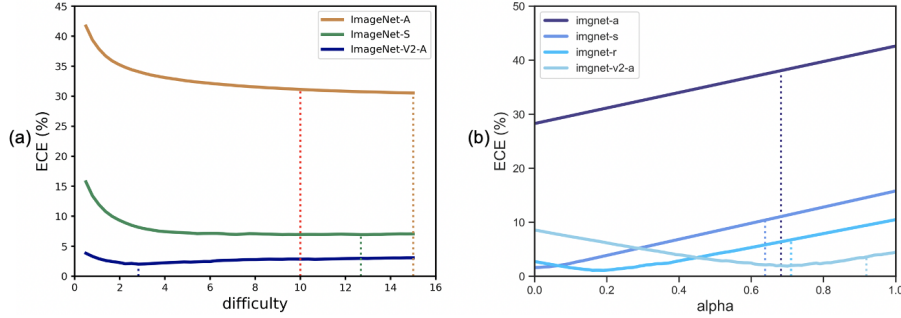 (a)
ECE (%)
45
40
35
30
25
20
15
10
5
0
0 2 4 6 8 10 12 14 16
difficulty
ImageNet-A
ImageNet-S
ImageNet-V2-A
(b)
ECE (%)
50
40
30
20
10
0
0.0 0.2 0.4 0.6 0.8 1.0
alpha
imgnet-a
imgnet-s
imgnet-r
imgnet-v2-a